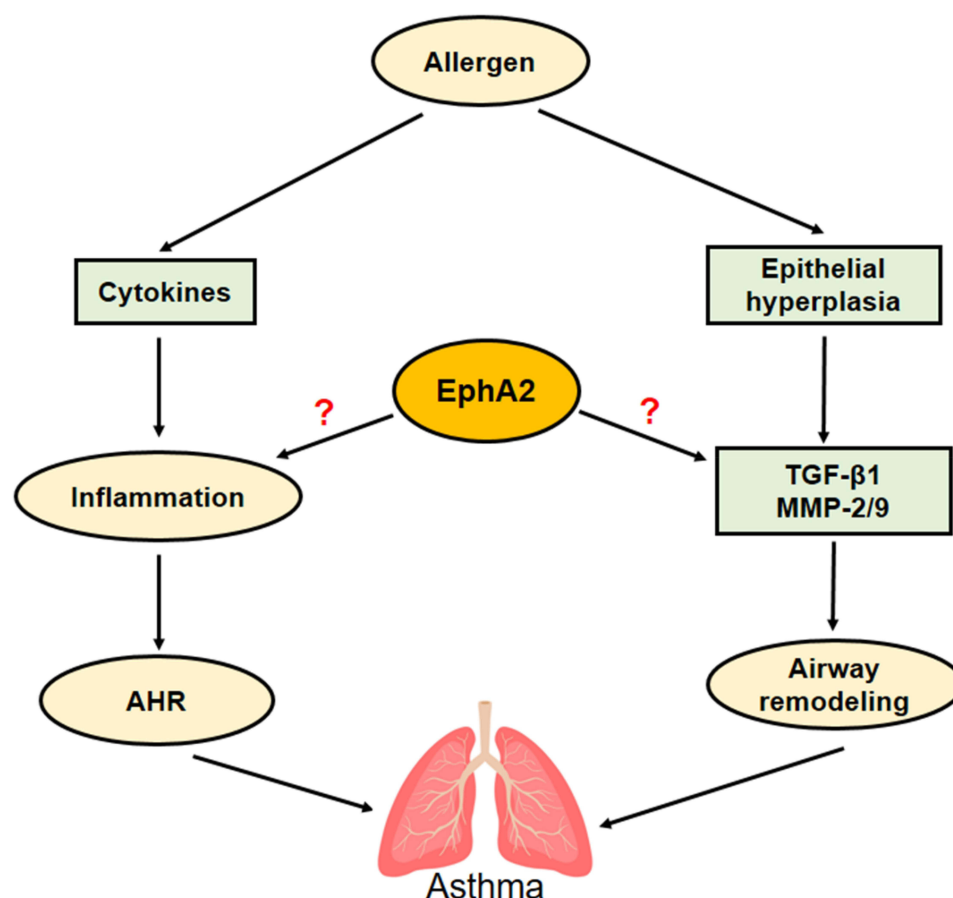 Allergen
Cytokines
Epithelial
hyperplasia
EphA2
?
?
Inflammation
TGF-β1
MMP-2/9
AHR
Airway
remodeling
Asthma